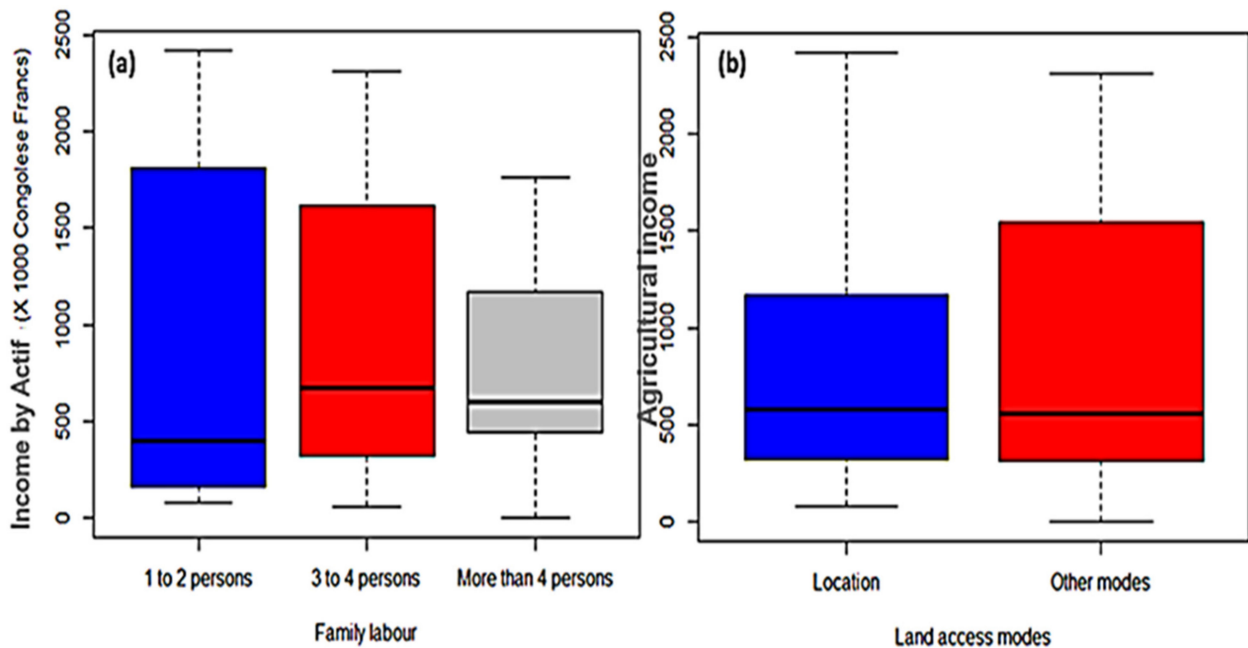 (a)
Income by Actif · (X 1000 Congolese Francs)
2500
2000
1500
1000
500
0
1 to 2 persons
3 to 4 persons
More than 4 persons
Family labour
(b)
Agricultural income
2500
2000
1500
1000
500
0
Location
Other modes
Land access modes